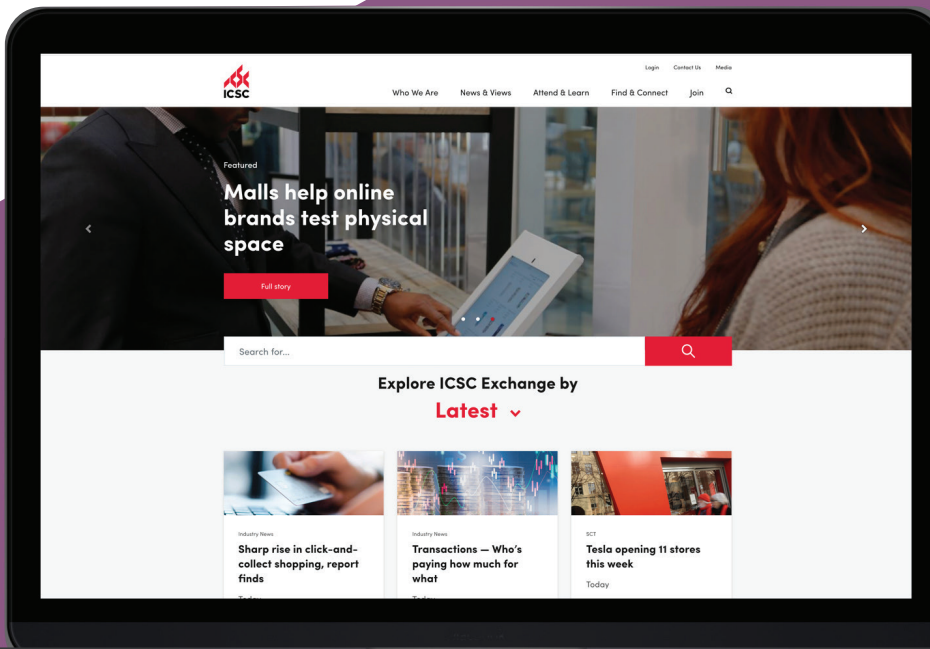 Login Contact Us Media
ICSC
Who We Are News & Views Attend & Learn Find & Connect Join
Featured
Malls help online
brands test physical
space
Full story
Search for...
Explore ICSC Exchange by
Latest
Industry News
Sharp rise in click-and-
collect shopping, report
finds
Today
Industry News
Transactions — Who's
paying how much for
what
Today
SCT
Tesla opening 11 stores
this week
Today